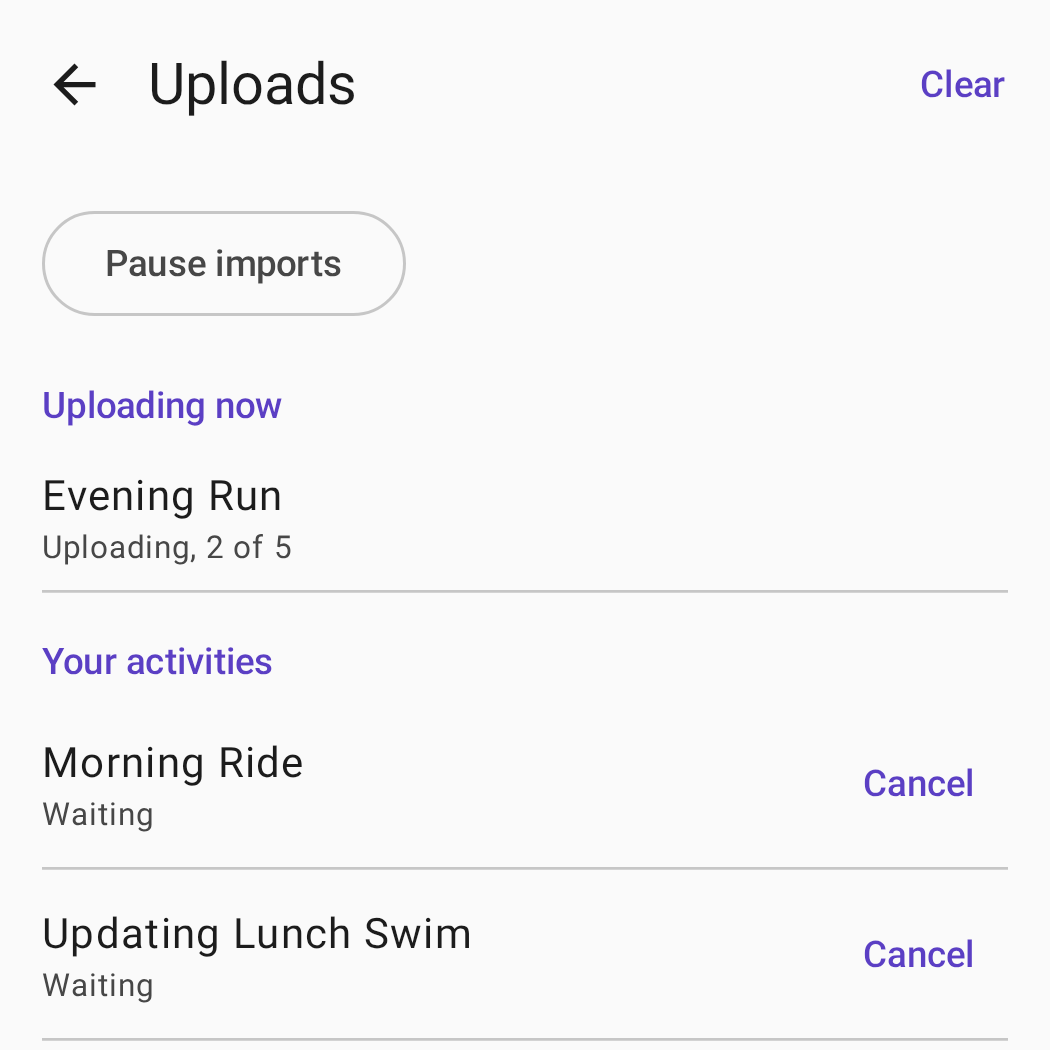 Uploads
Clear
Pause imports
Uploading now
Evening Run
Uploading, 2 of 5
Your activities
Morning Ride
Waiting
Cancel
Updating Lunch Swim
Waiting
Cancel